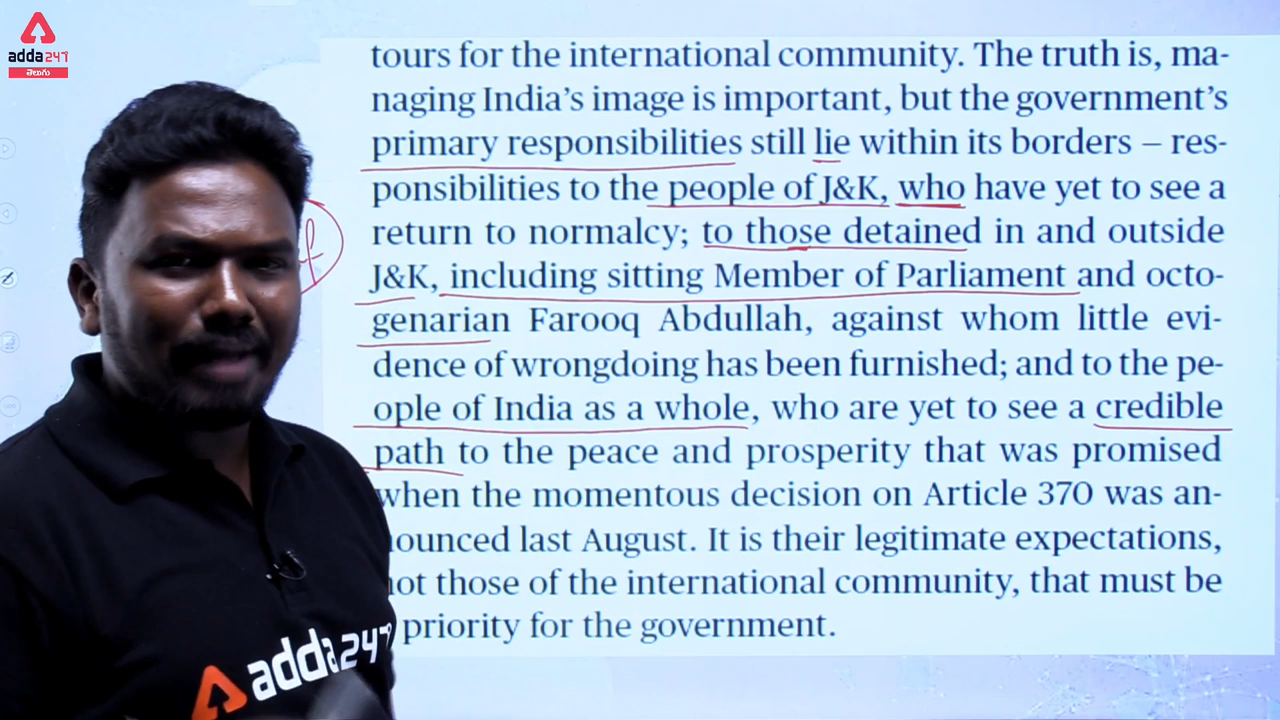 adda247
తెలుగు
tours for the international community. The truth is, ma-
naging India's image is important, but the government's
primary responsibilities still lie within its borders – res-
ponsibilities to the people of J&K, who have yet to see a
return to normalcy; to those detained in and outside
J&K, including sitting Member of Parliament and octo-
genarian Farooq Abdullah, against whom little evi-
dence of wrongdoing has been furnished; and to the pe-
ople of India as a whole, who are yet to see a credible
path to the peace and prosperity that was promised
when the momentous decision on Article 370 was an-
nounced last August. It is their legitimate expectations,
not those of the international community, that must be
priority for the government.
adda247